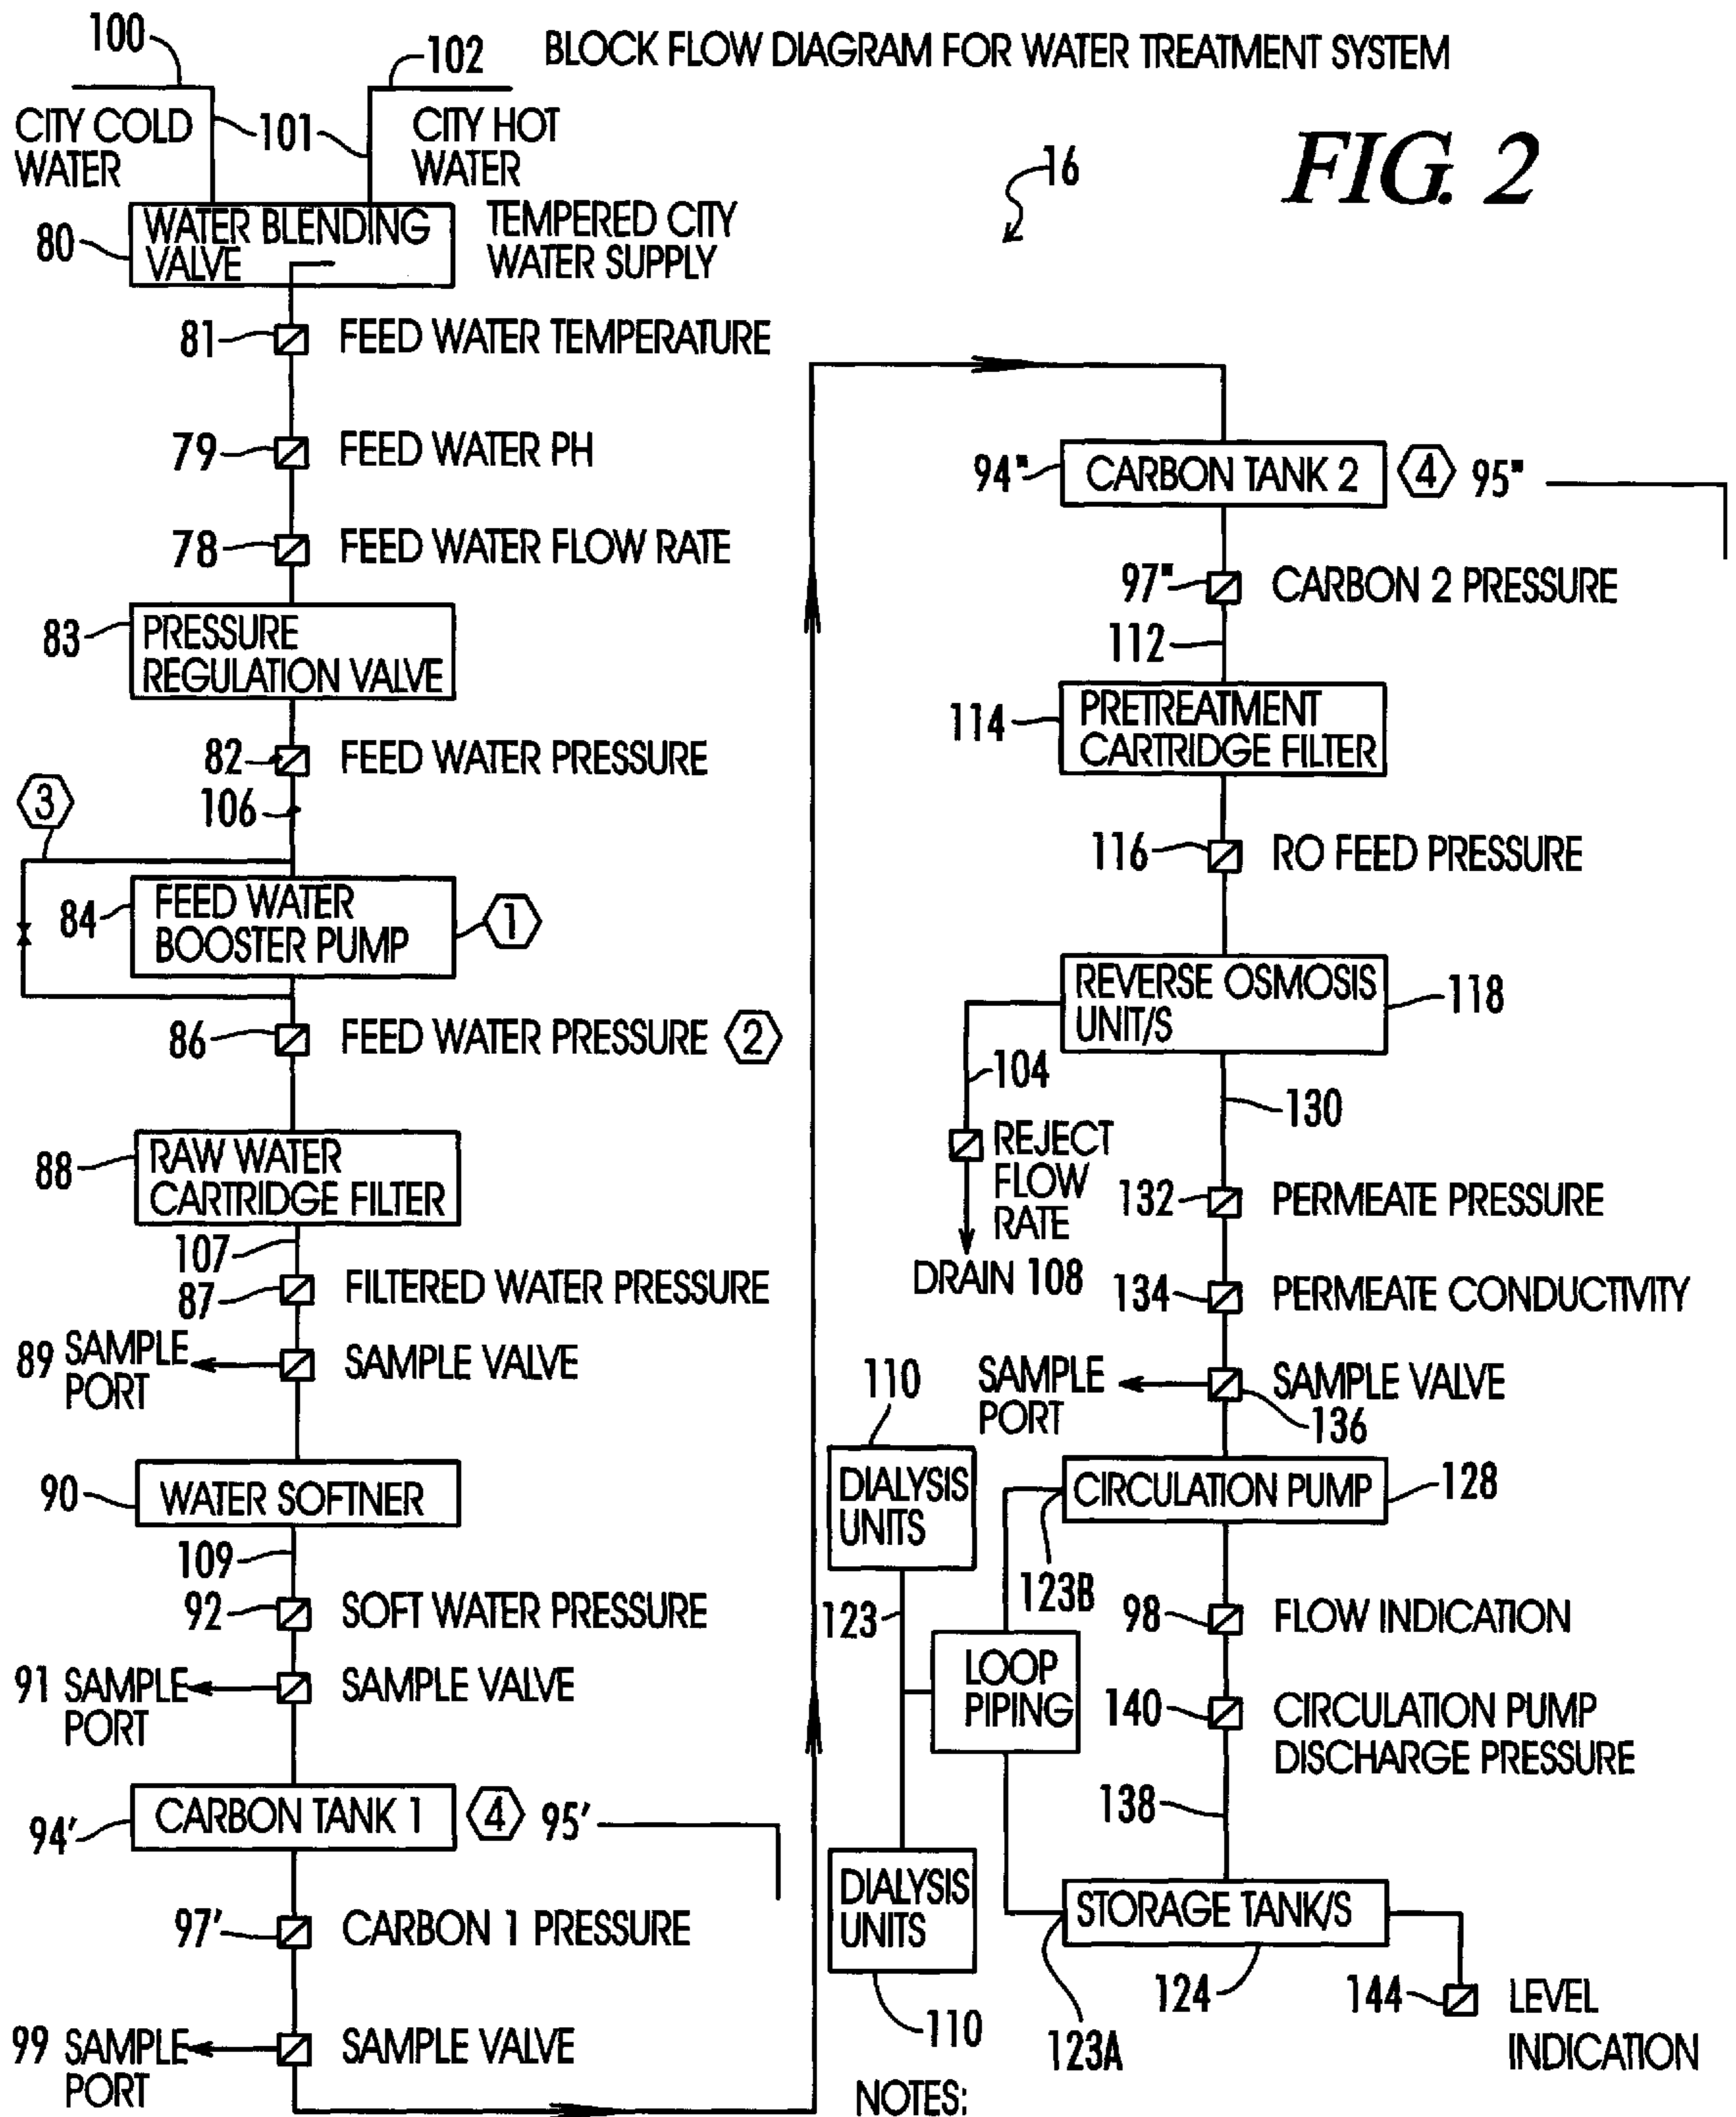 BLOCK FLOW DIAGRAM FOR WATER TREATMENT SYSTEM
FIG. 2
16
100
102
CITY COLD
WATER
101
CITY HOT
WATER
80
WATER BLENDING
VALVE
TEMPERED CITY
WATER SUPPLY
81
FEED WATER TEMPERATURE
79
FEED WATER PH
78
FEED WATER FLOW RATE
83
PRESSURE
REGULATION VALVE
82
FEED WATER PRESSURE
106
3
84
FEED WATER
BOOSTER PUMP
1
86
FEED WATER PRESSURE
2
88
RAW WATER
CARTRIDGE FILTER
107
87
FILTERED WATER PRESSURE
89 SAMPLE
PORT
SAMPLE VALVE
90
WATER SOFTNER
109
92
SOFT WATER PRESSURE
91 SAMPLE
PORT
SAMPLE VALVE
94'
CARBON TANK 1
4
95'
97'
CARBON 1 PRESSURE
99 SAMPLE
PORT
SAMPLE VALVE
94"
CARBON TANK 2
4
95"
97"
CARBON 2 PRESSURE
112
114
PRETREATMENT
CARTRIDGE FILTER
116
RO FEED PRESSURE
REVERSE OSMOSIS
UNIT/S
118
104
130
REJECT
FLOW
RATE
DRAIN 108
132
PERMEATE PRESSURE
134
PERMEATE CONDUCTIVITY
SAMPLE
PORT
SAMPLE VALVE
136
110
DIALYSIS
UNITS
CIRCULATION PUMP
128
123B
123
98
FLOW INDICATION
LOOP
PIPING
140
CIRCULATION PUMP
DISCHARGE PRESSURE
138
DIALYSIS
UNITS
110
STORAGE TANK/S
124
123A
144
LEVEL
INDICATION
NOTES: